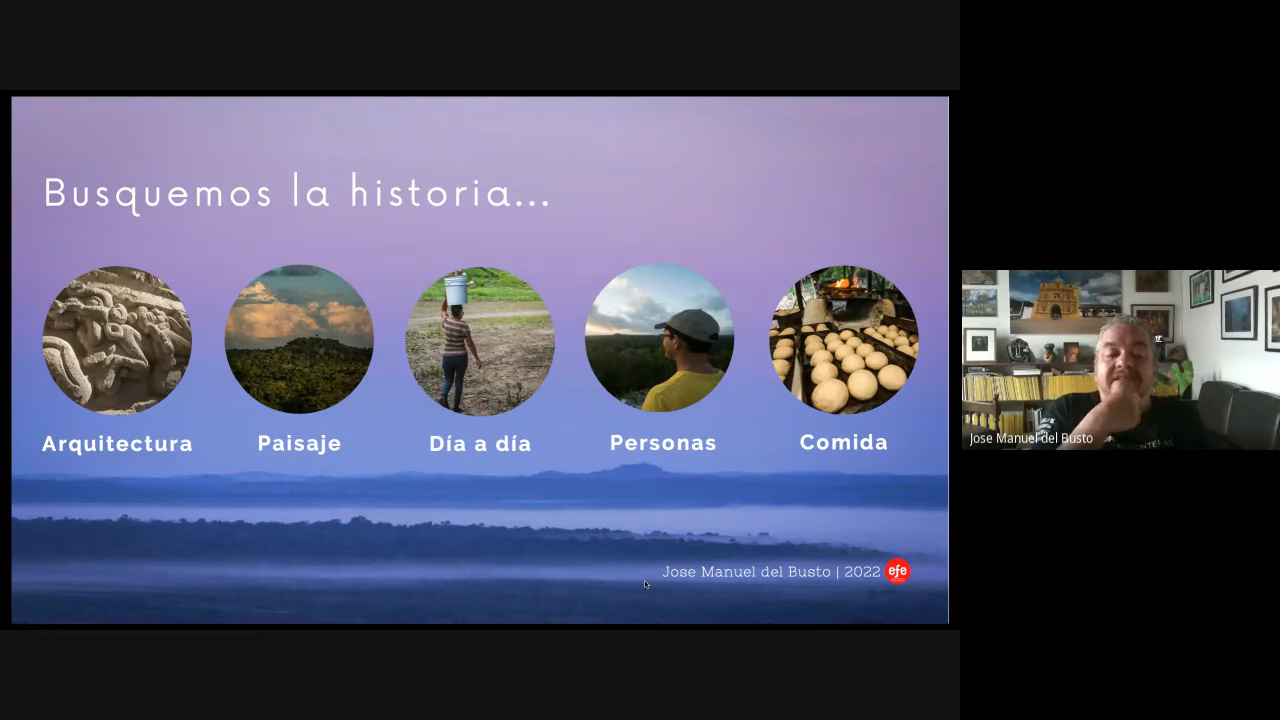 Busquemos la historia...
Arquitectura
Paisaje
Día a día
Personas
Comida
Jose Manuel del Busto | 2022
efe
Jose Manuel del Busto